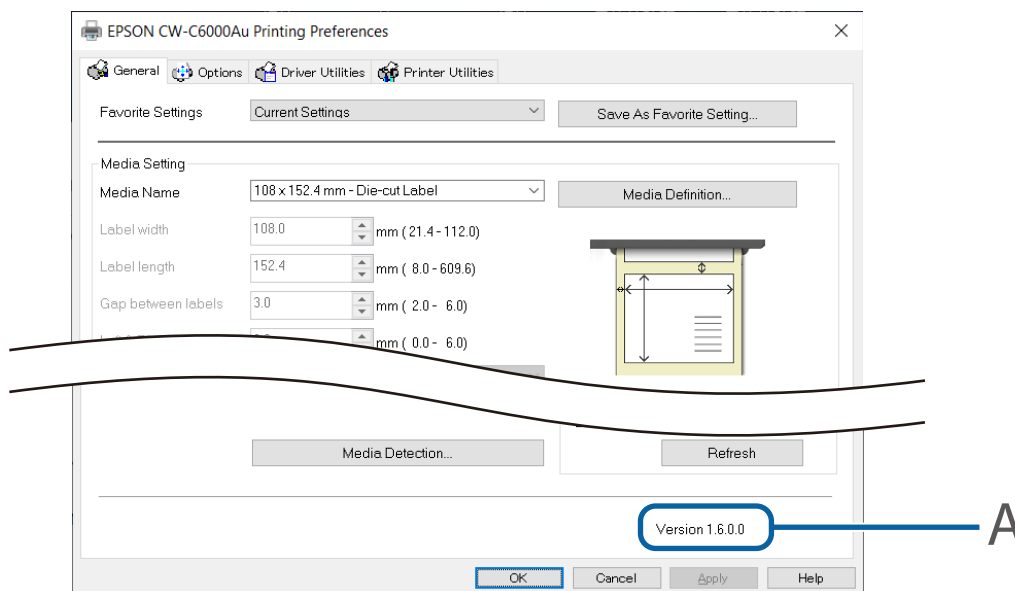 EPSON CW-C6000Au Printing Preferences
General Options Driver Utilities Printer Utilities
Favorite Settings Current Settings Save As Favorite Setting...
Media Setting
Media Name 108 x 152.4 mm - Die-cut Label Media Definition...
Label width 108.0 mm ( 21.4 - 112.0)
Label length 152.4 mm ( 8.0 - 609.6)
Gap between labels 3.0 mm ( 2.0 - 6.0)
mm ( 0.0 - 6.0)
Media Detection... Refresh
Version 1.6.0.0 A
OK Cancel Apply Help